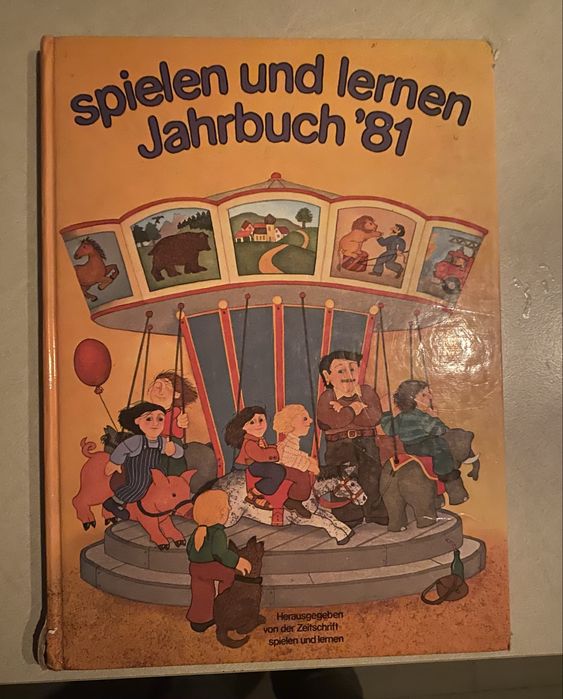 spielen und lernen
Jahrbuch '81
Herausgegeben
von der Zeitschrift
spielen und lernen